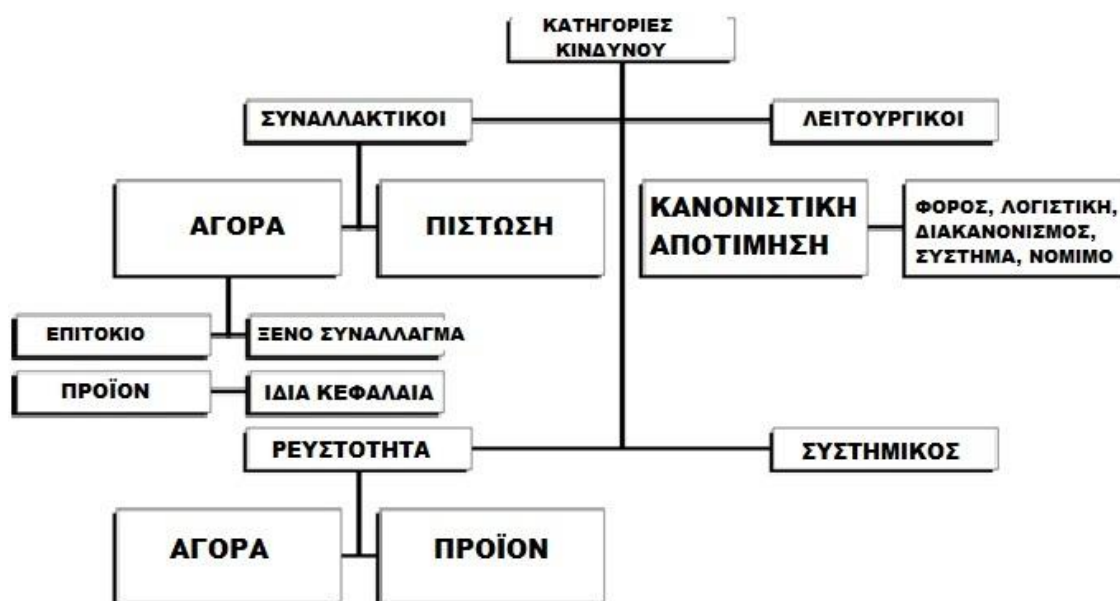 ΚΑΤΗΓΟΡΙΕΣ
ΚΙΝΔΥΝΟΥ
ΣΥΝΑΛΛΑΚΤΙΚΟΙ
ΛΕΙΤΟΥΡΓΙΚΟΙ
ΑΓΟΡΑ
ΠΙΣΤΩΣΗ
ΚΑΝΟΝΙΣΤΙΚΗ
ΑΠΟΤΙΜΗΣΗ
ΦΟΡΟΣ, ΛΟΓΙΣΤΙΚΗ,
ΔΙΑΚΑΝΟΝΙΣΜΟΣ,
ΣΥΣΤΗΜΑ, ΝΟΜΙΜΟ
ΕΠΙΤΟΚΙΟ
ΞΕΝΟ ΣΥΝΑΛΛΑΓΜΑ
ΠΡΟΪΟΝ
ΙΔΙΑ ΚΕΦΑΛΑΙΑ
ΡΕΥΣΤΟΤΗΤΑ
ΣΥΣΤΗΜΙΚΟΣ
ΑΓΟΡΑ
ΠΡΟΪΟΝ